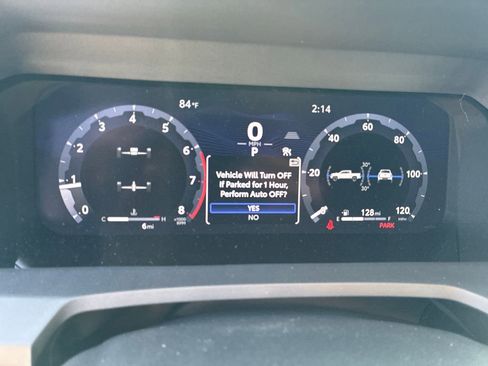 84°F
2:14
0
MPH
P
Vehicle Will Turn OFF
If Parked for 1 Hour,
Perform Auto OFF?
YES
NO
0
1
2
3
4
5
6
7
8
x1000
RPM
C
H
6mi
20
40
60
80
100
120
MPH
30°
30°
E
F
128 mi
PARK